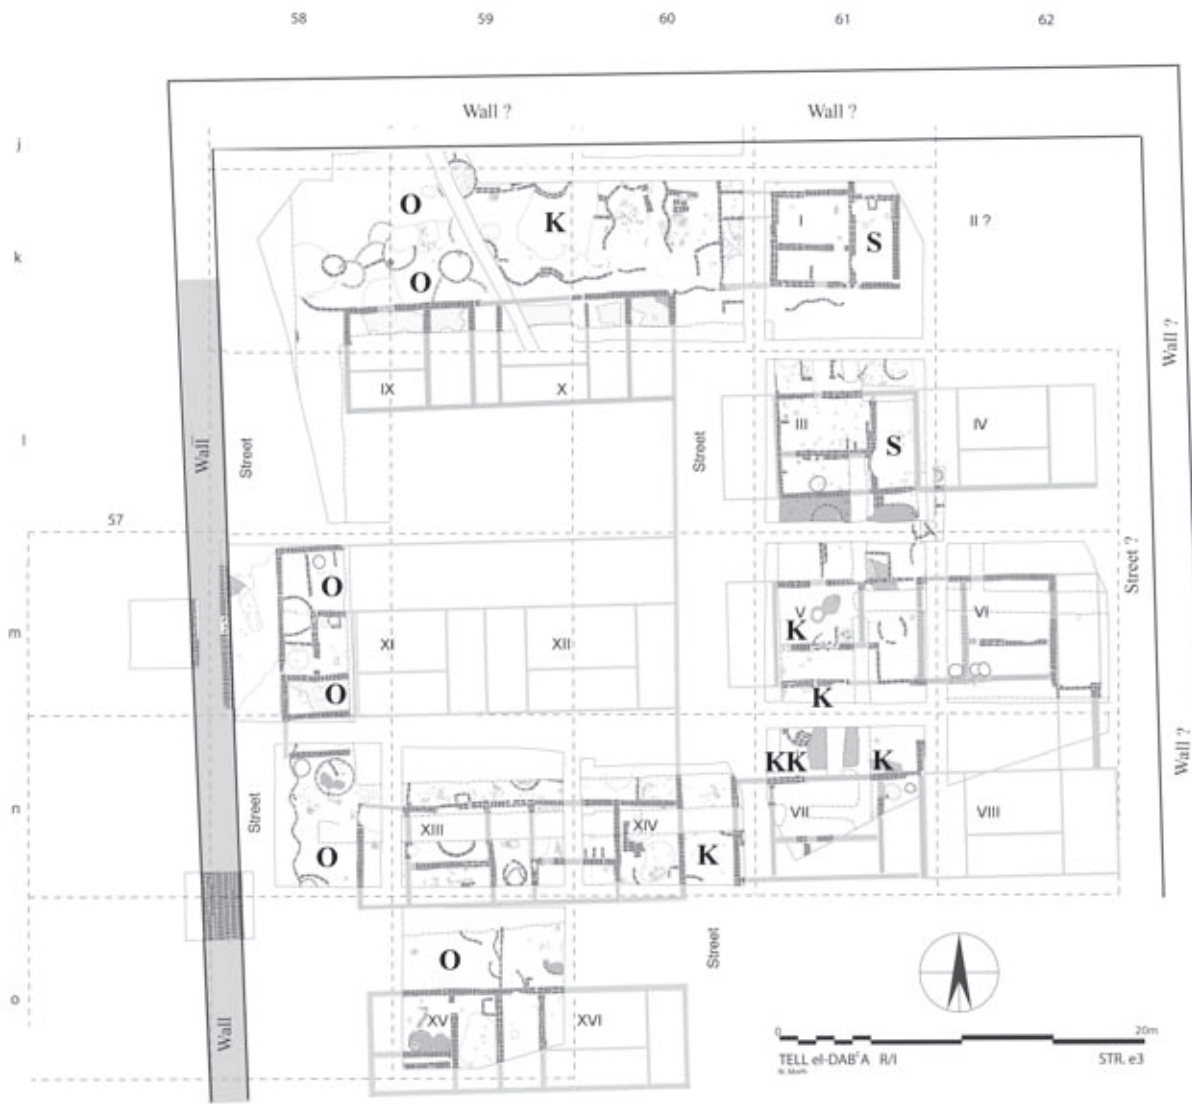 58 59 60 61 62
Wall ? Wall ?
j
O
K
I
S
II ?
k
O
Wall ?
IX X
III
IV
l
Wall
Street
Street
S
57
O
Street ?
m
XI XII
V
VI
K
O
K
Wall ?
KK K
n
Street
XIII XIV
VII
VIII
O
K
O
Street
o
XV XVI
Wall
0 20m
TELL el-DABʿA R/I STR. e3